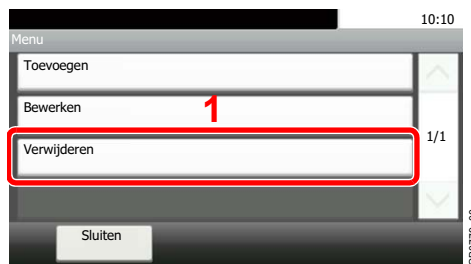 10:10
Menu
Toevoegen
Bewerken
1
1/1
Verwijderen
Sluiten